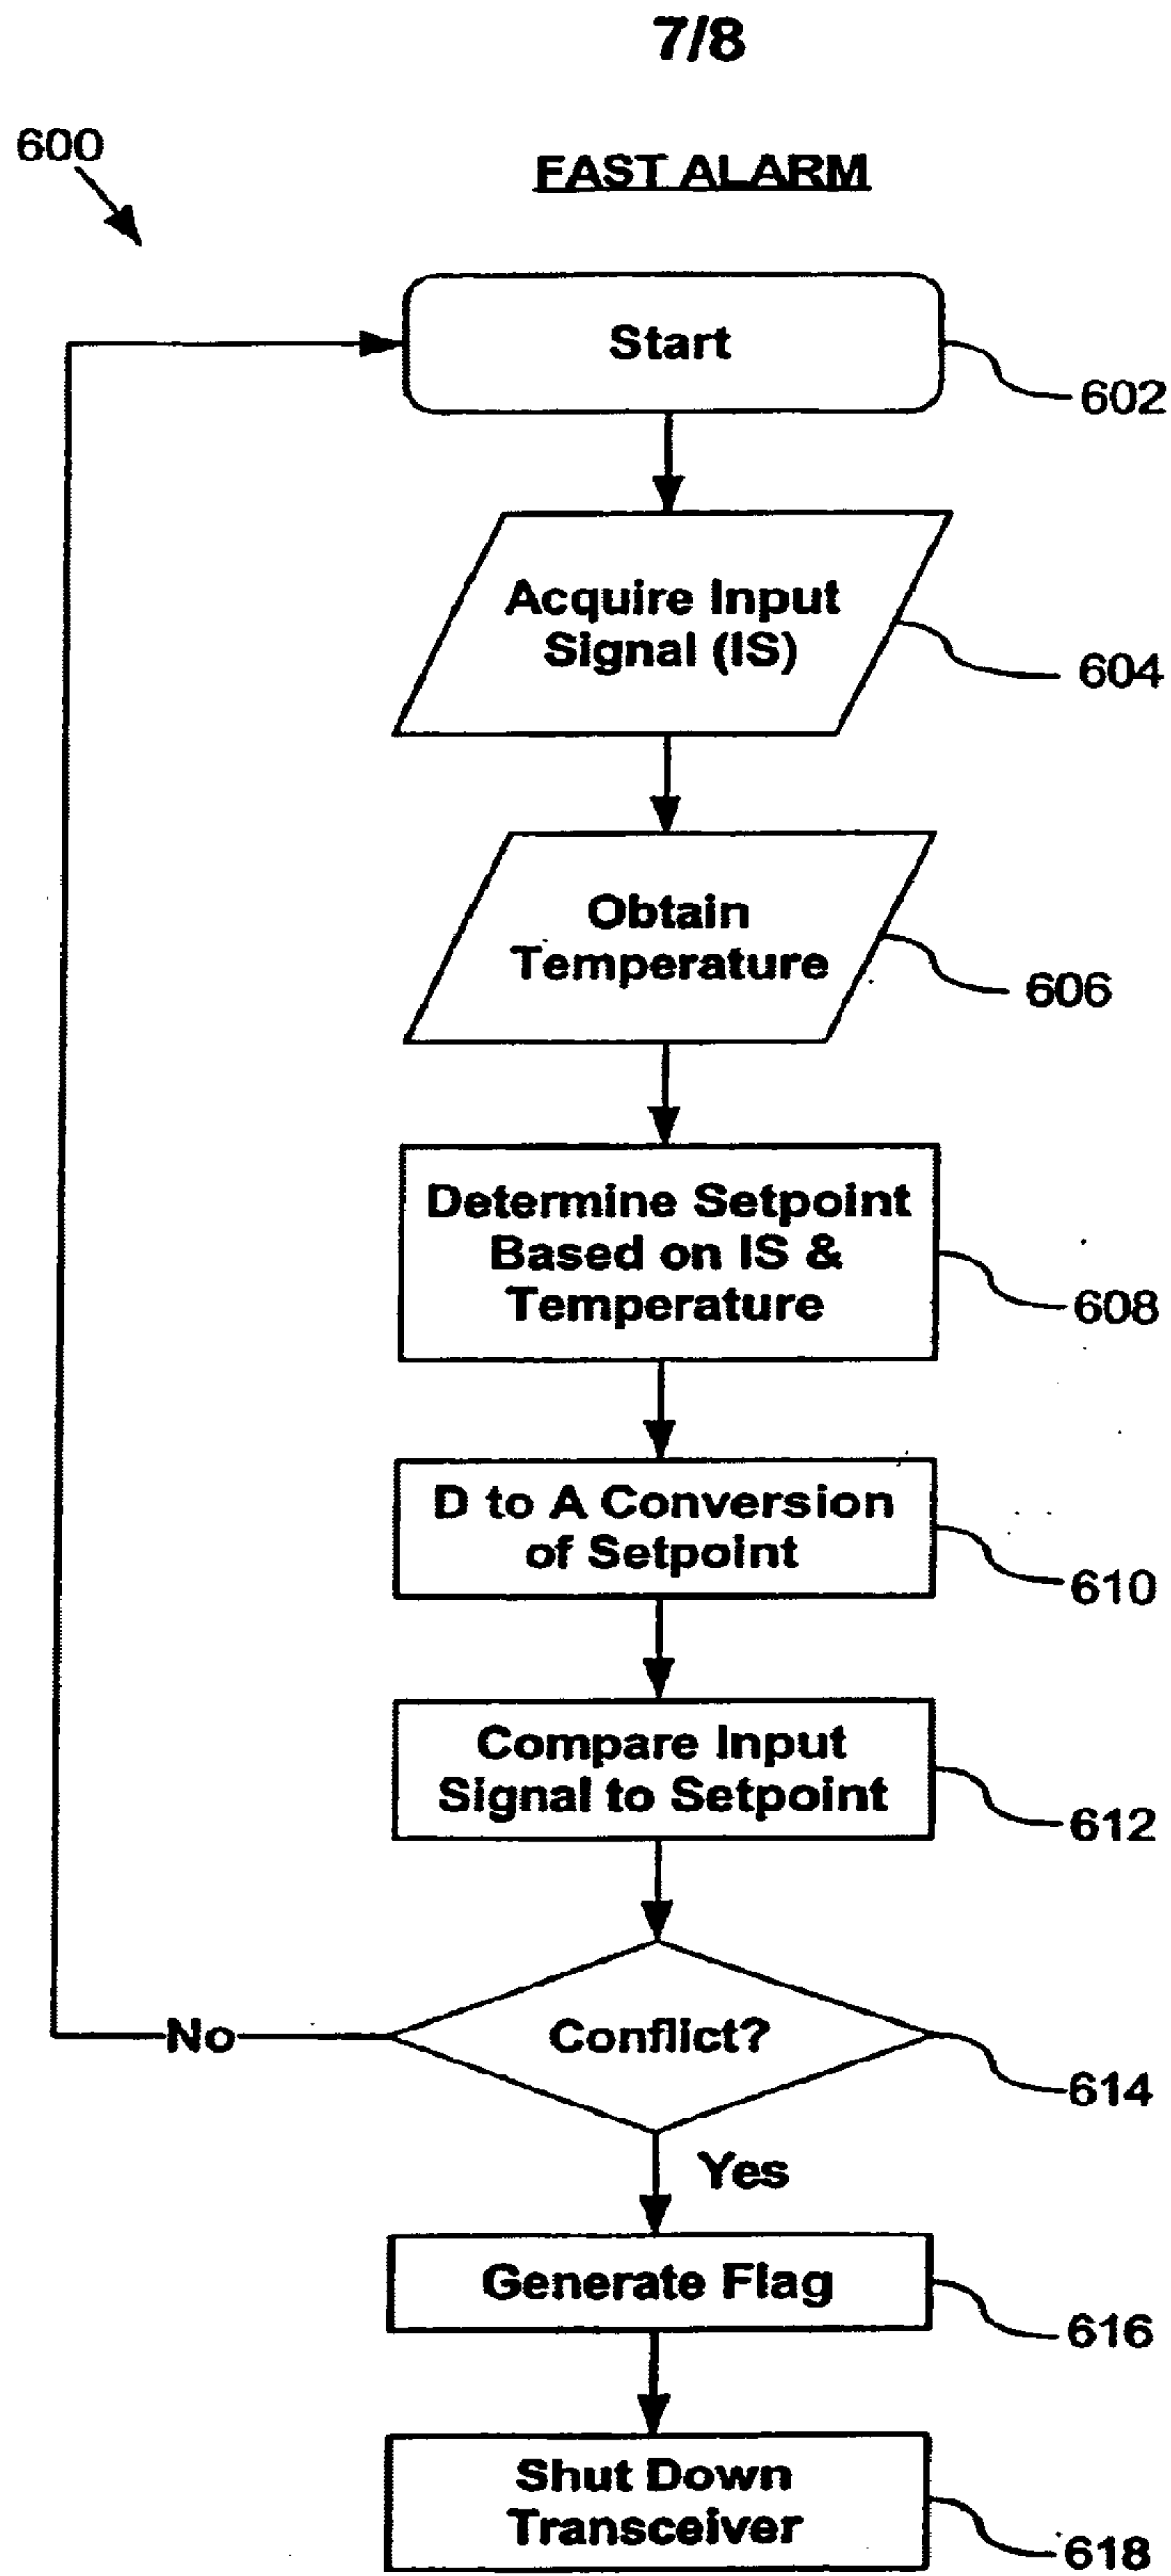 7/8
600
FAST ALARM
Start
602
Acquire Input
Signal (IS)
604
Obtain
Temperature
606
Determine Setpoint
Based on IS &
Temperature
608
D to A Conversion
of Setpoint
610
Compare Input
Signal to Setpoint
612
Conflict?
No
614
Yes
Generate Flag
616
Shut Down
Transceiver
618